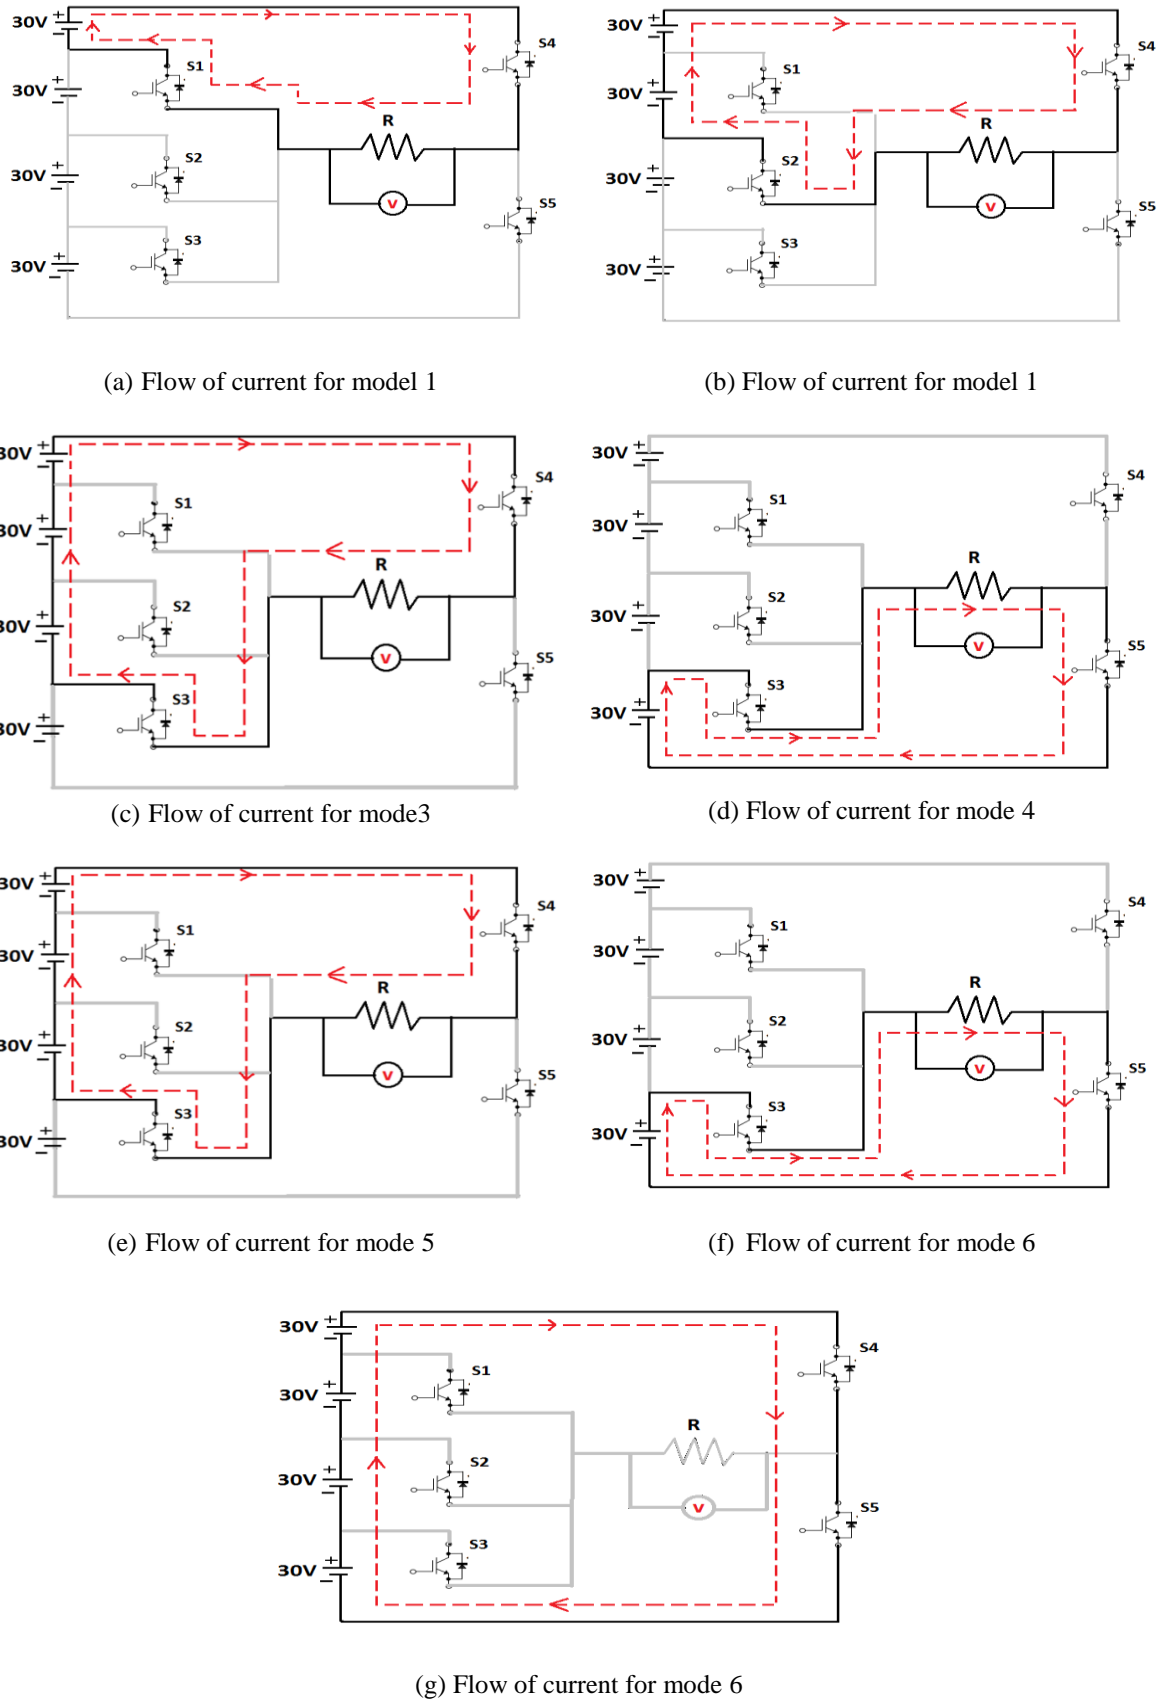 30V
S4
S1
30V
R
S2
30V
V
S5
S3
30V
(a) Flow of current for model 1
30V
S4
S1
30V
R
S2
30V
V
S5
S3
30V
(b) Flow of current for model 1
30V
S4
S1
30V
R
S2
30V
V
S5
S3
30V
(c) Flow of current for mode3
30V
S4
S1
30V
R
S2
30V
V
S5
S3
30V
(d) Flow of current for mode 4
30V
S4
S1
30V
R
S2
30V
V
S5
S3
30V
(e) Flow of current for mode 5
30V
S4
S1
30V
R
S2
30V
V
S5
S3
30V
(f) Flow of current for mode 6
30V
S4
S1
30V
R
S2
30V
V
S5
S3
30V
(g) Flow of current for mode 6